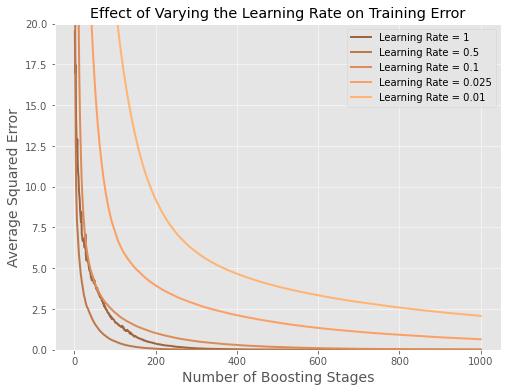 Effect of Varying the Learning Rate on Training Error
20.0
17.5
15.0
12.5
10.0
7.5
5.0
2.5
0.0
Average Squared Error
Learning Rate = 1
Learning Rate = 0.5
Learning Rate = 0.1
Learning Rate = 0.025
Learning Rate = 0.01
0 200 400 600 800 1000
Number of Boosting Stages